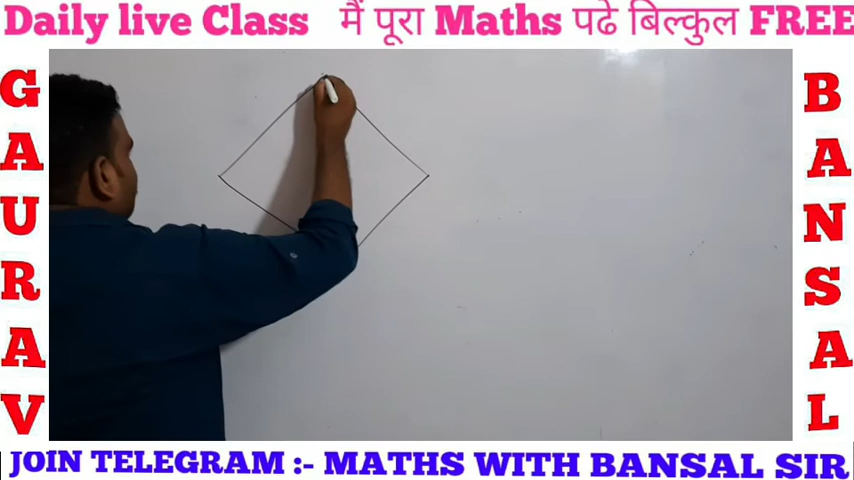 Daily live Class मैं पूरा Maths पढे बिल्कुल FREE
GAURAV
BANSAL
JOIN TELEGRAM :- MATHS WITH BANSAL SIR